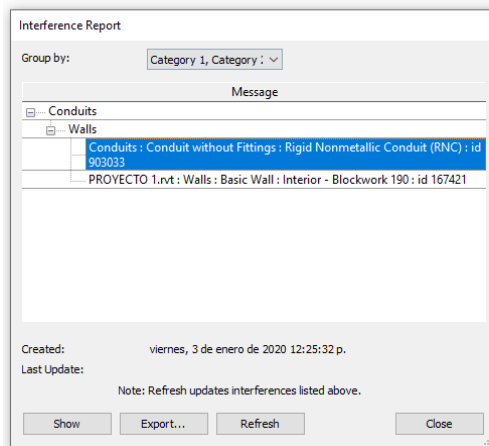 Interference Report
Group by:
Category 1, Category 2
Message
Conduits
Walls
Conduits : Conduit without Fittings : Rigid Nonmetallic Conduit (RNC) : id
903033
PROYECTO 1.rvt : Walls : Basic Wall : Interior - Blockwork 190 : id 167421
Created:
viernes, 3 de enero de 2020 12:25:32 p.
Last Update:
Note: Refresh updates interferences listed above.
Show
Export...
Refresh
Close